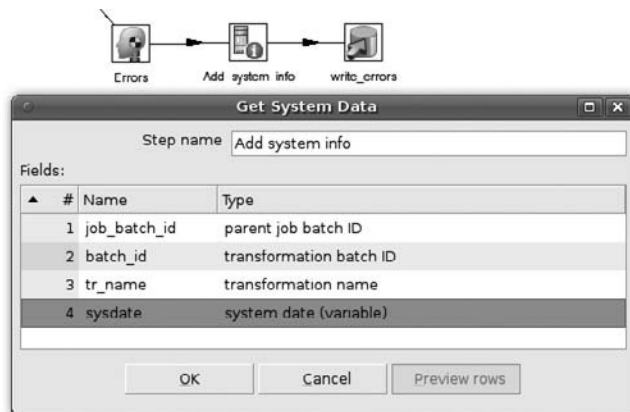 Errors Add system info write_errors
Get System Data
Step name Add system info
Fields:
# Name Type
1 job_batch_id parent job batch ID
2 batch_id transformation batch ID
3 tr_name transformation name
4 sysdate system date (variable)
OK Cancel Preview rows